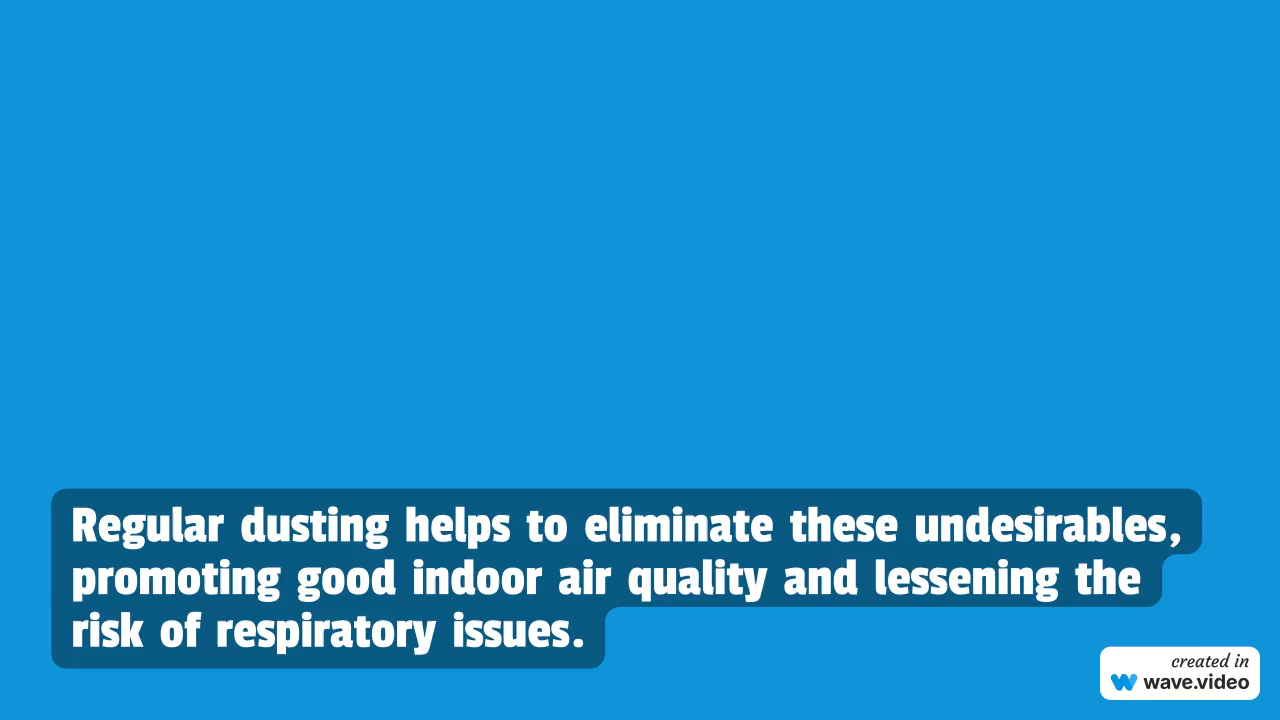 Regular dusting helps to eliminate these undesirables,
promoting good indoor air quality and lessening the
risk of respiratory issues.
created in
wave.video